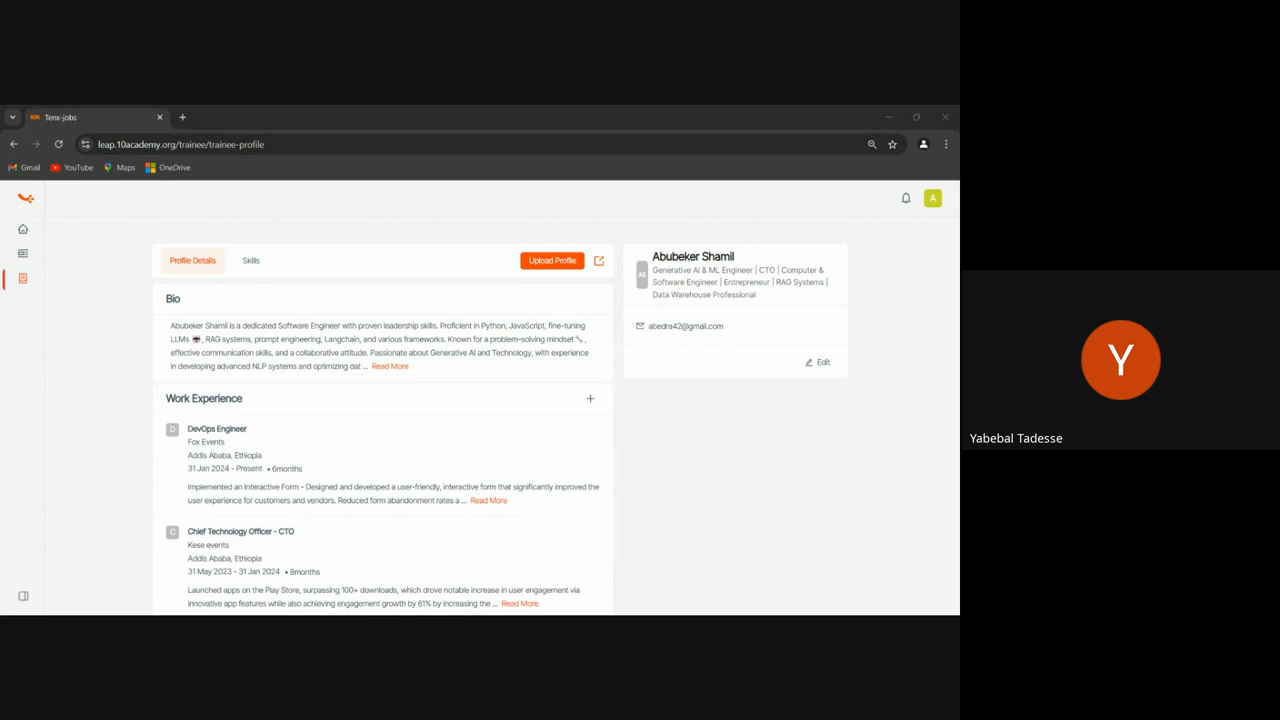 Tenx-jobs
leap.10academy.org/trainee/trainee-profile
Gmail
YouTube
Maps
OneDrive
A
Profile Details
Skills
Upload Profile
Bio
Abubeker Shamil is a dedicated Software Engineer with proven leadership skills. Proficient in Python, JavaScript, fine-tuning
LLMs, RAG systems, prompt engineering, Langchain, and various frameworks. Known for a problem-solving mindset,
effective communication skills, and a collaborative attitude. Passionate about Generative AI and Technology, with experience
in developing advanced NLP systems and optimizing dat ... Read More
Work Experience
D
DevOps Engineer
Fox Events
Addis Ababa, Ethiopia
31 Jan 2024 - Present • 6months
Implemented an Interactive Form - Designed and developed a user-friendly, interactive form that significantly improved the
user experience for customers and vendors. Reduced form abandonment rates a ... Read More
C
Chief Technology Officer - CTO
Kese events
Addis Ababa, Ethiopia
31 May 2023 - 31 Jan 2024 • 8months
Launched apps on the Play Store, surpassing 100+ downloads, which drove notable increase in user engagement via
innovative app features while also achieving engagement growth by 61% by increasing the ... Read More
AS
Abubeker Shamil
Generative AI & ML Engineer | CTO | Computer &
Software Engineer | Entrepreneur | RAG Systems |
Data Warehouse Professional
abedra42@gmail.com
Edit
Y
Yabebal Tadesse